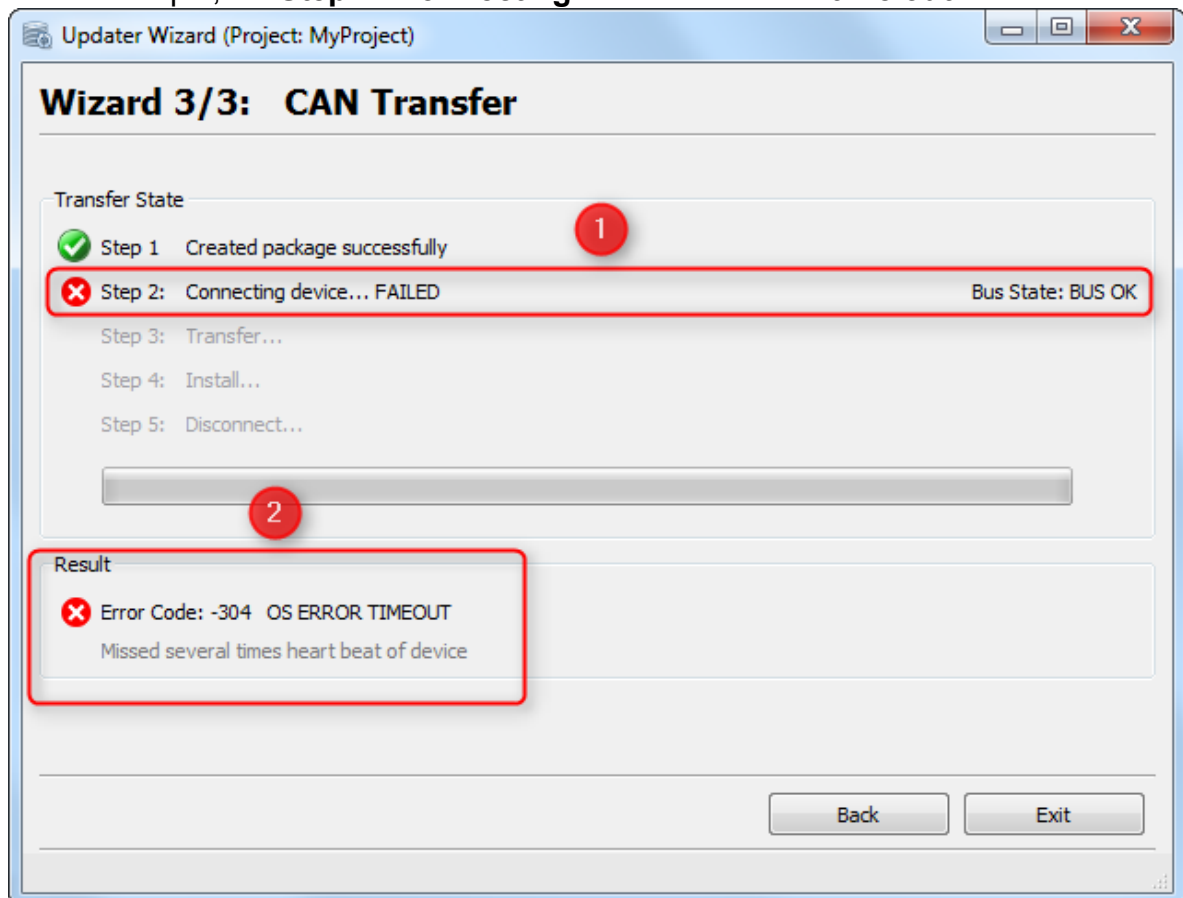 Updater Wizard (Project: MyProject)
Wizard 3/3: CAN Transfer
Transfer State
1
Step 1 Created package successfully
Step 2: Connecting device... FAILED Bus State: BUS OK
Step 3: Transfer...
Step 4: Install...
Step 5: Disconnect...
2
Result
Error Code: -304 OS ERROR TIMEOUT
Missed several times heart beat of device
Back Exit